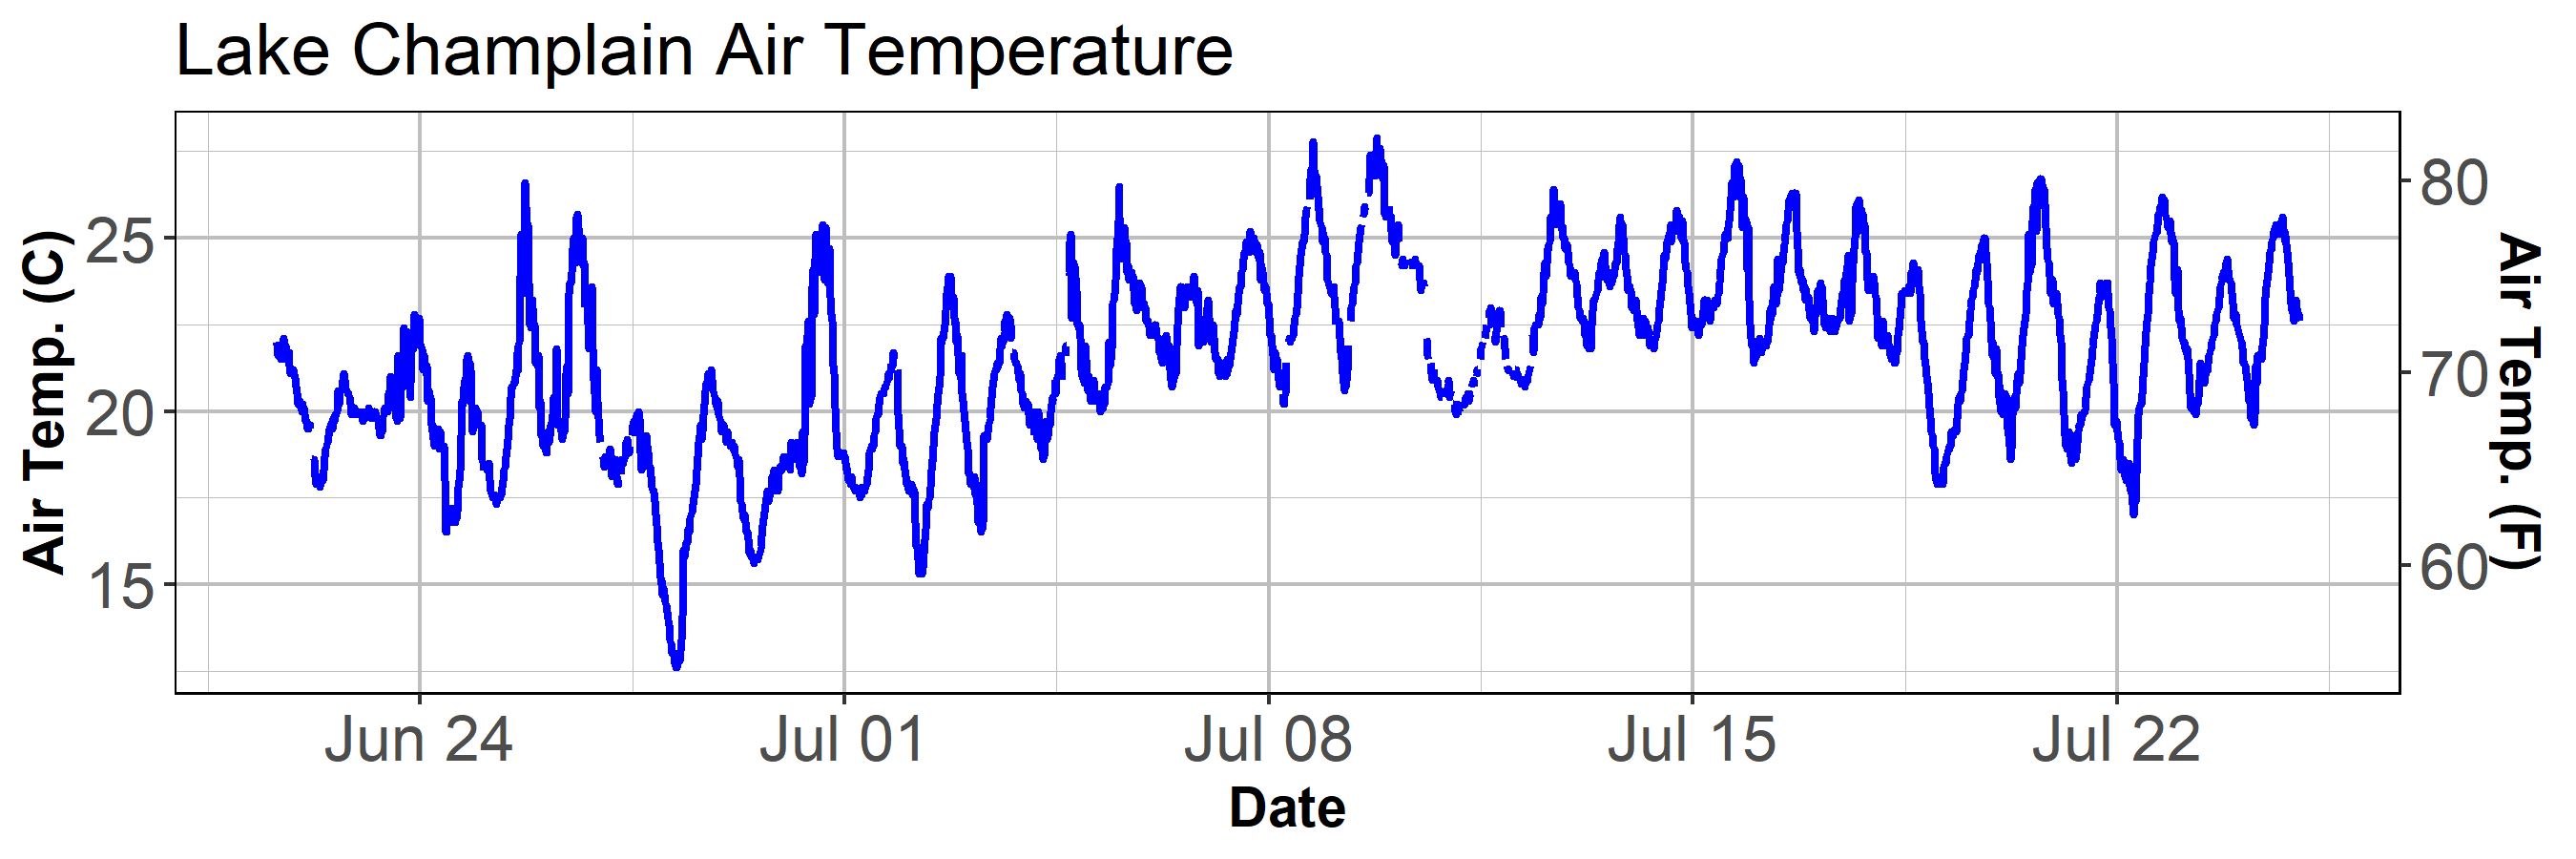 Lake Champlain Air Temperature
Air Temp. (C)
25
20
15
80
70
60
Air Temp. (F)
Jun 24
Jul 01
Jul 08
Jul 15
Jul 22
Date